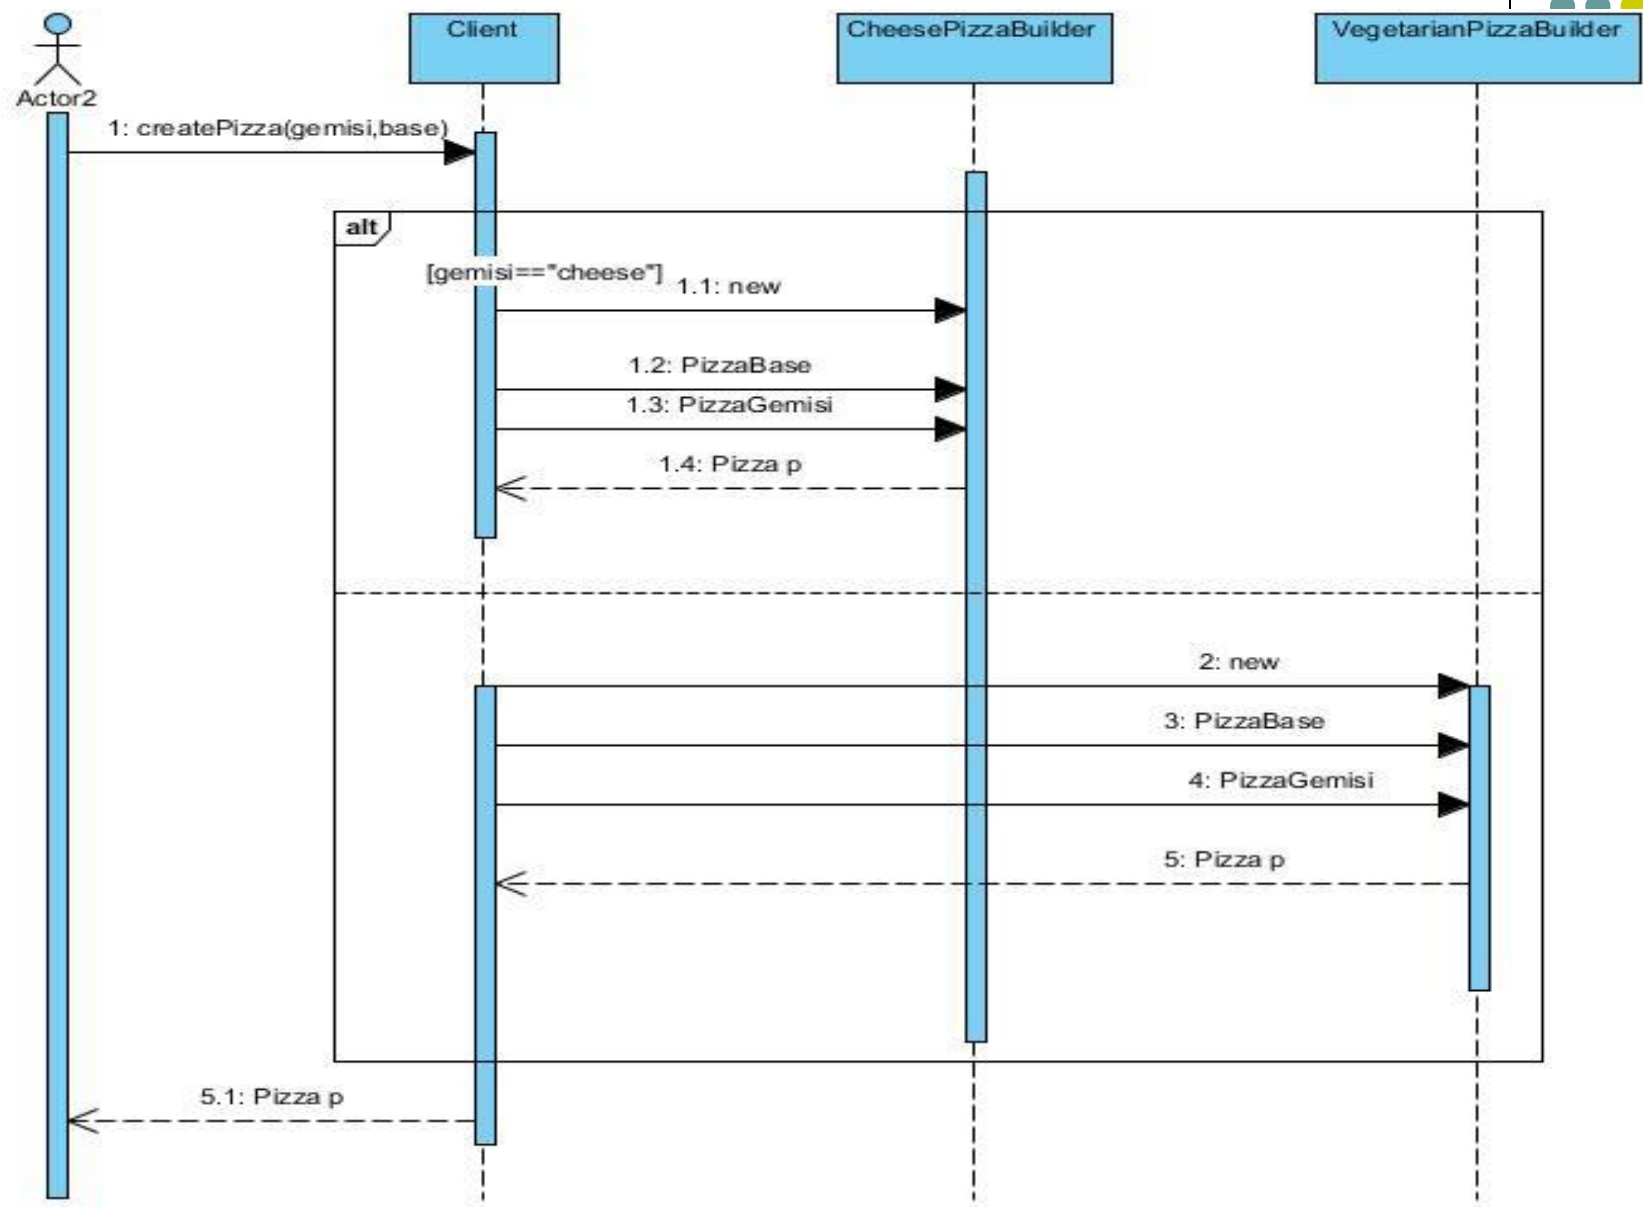 Client
CheesePizzaBuilder
VegetarianPizzaBuilder
Actor2
1: createPizza(gemisi,base)
alt
[gemisi=="cheese"]
1.1: new
1.2: PizzaBase
1.3: PizzaGemisi
1.4: Pizza p
2: new
3: PizzaBase
4: PizzaGemisi
5: Pizza p
5.1: Pizza p